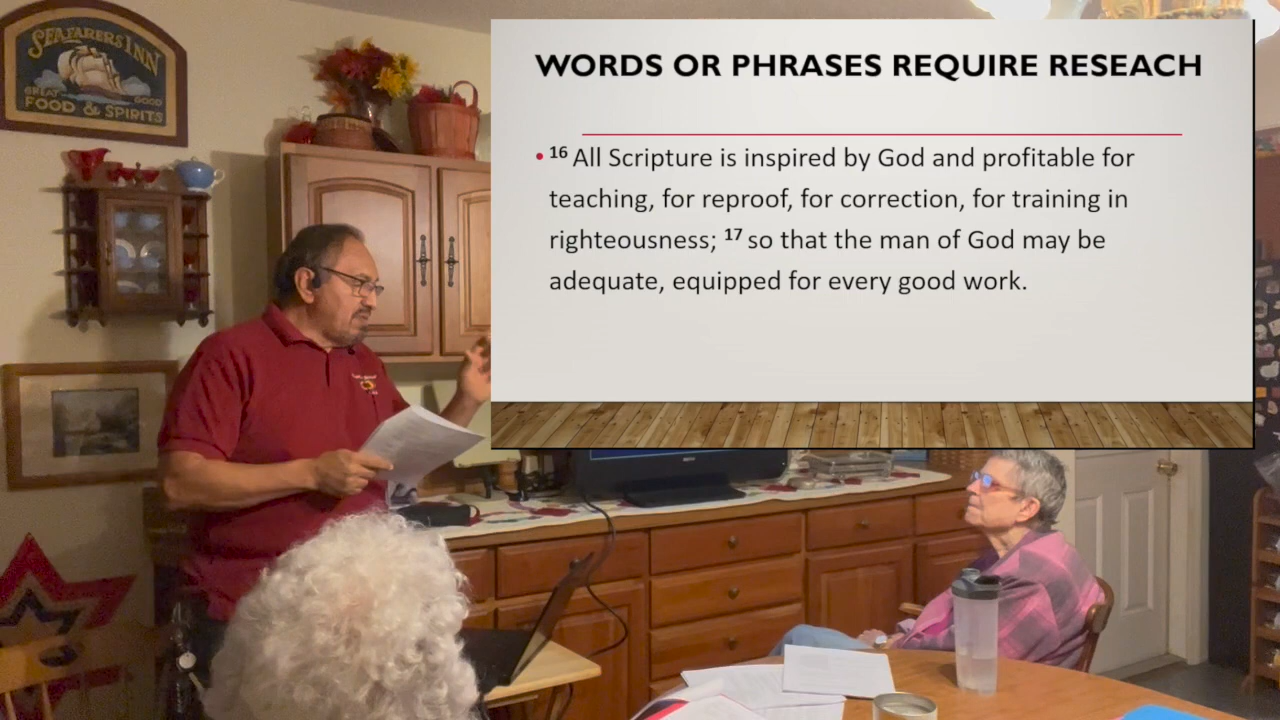 SEAFARERS INN
GREAT GOOD
FOOD & SPIRITS
WORDS OR PHRASES REQUIRE RESEACH
• 16 All Scripture is inspired by God and profitable for
teaching, for reproof, for correction, for training in
righteousness; 17 so that the man of God may be
adequate, equipped for every good work.